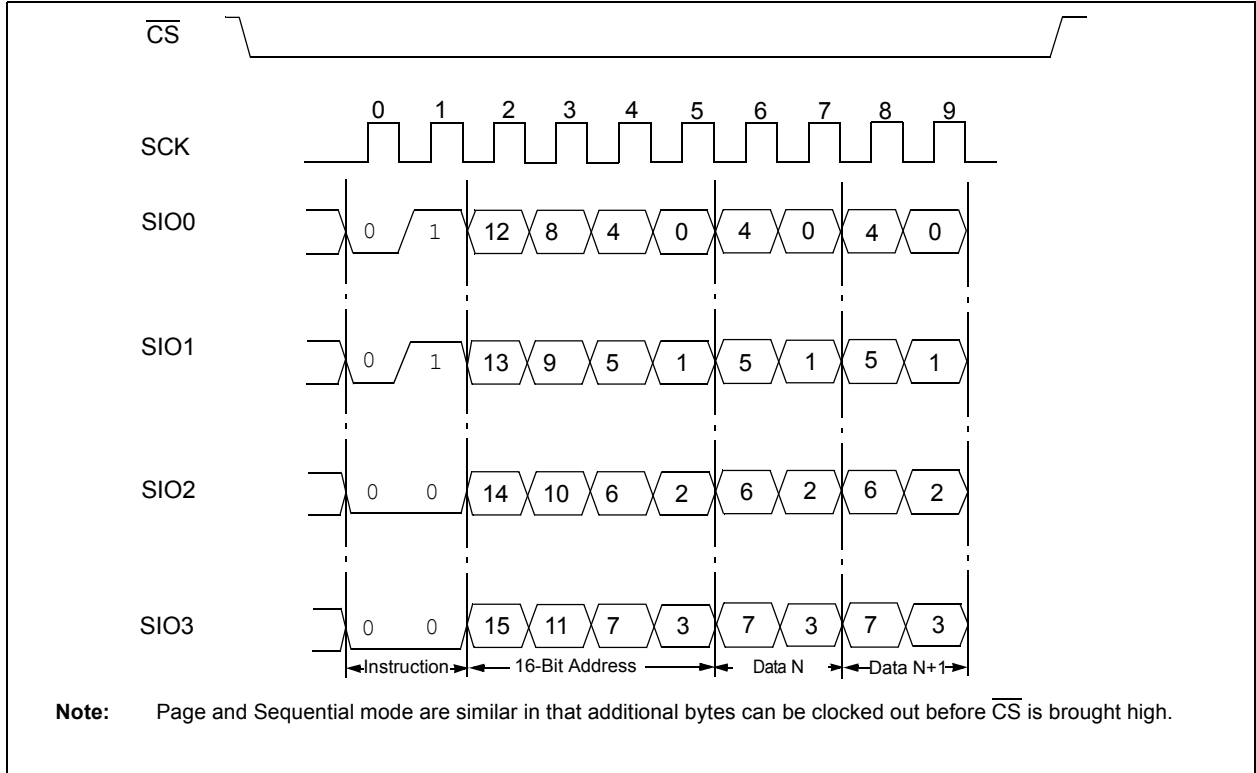 CS
0 1 2 3 4 5 6 7 8 9
SCK
SIO0 0 1 12 8 4 0 4 0 4 0
SIO1 0 1 13 9 5 1 5 1 5 1
SIO2 0 0 14 10 6 2 6 2 6 2
SIO3 0 0 15 11 7 3 7 3 7 3
Instruction 16-Bit Address Data N Data N+1
Note: Page and Sequential mode are similar in that additional bytes can be clocked out before CS is brought high.